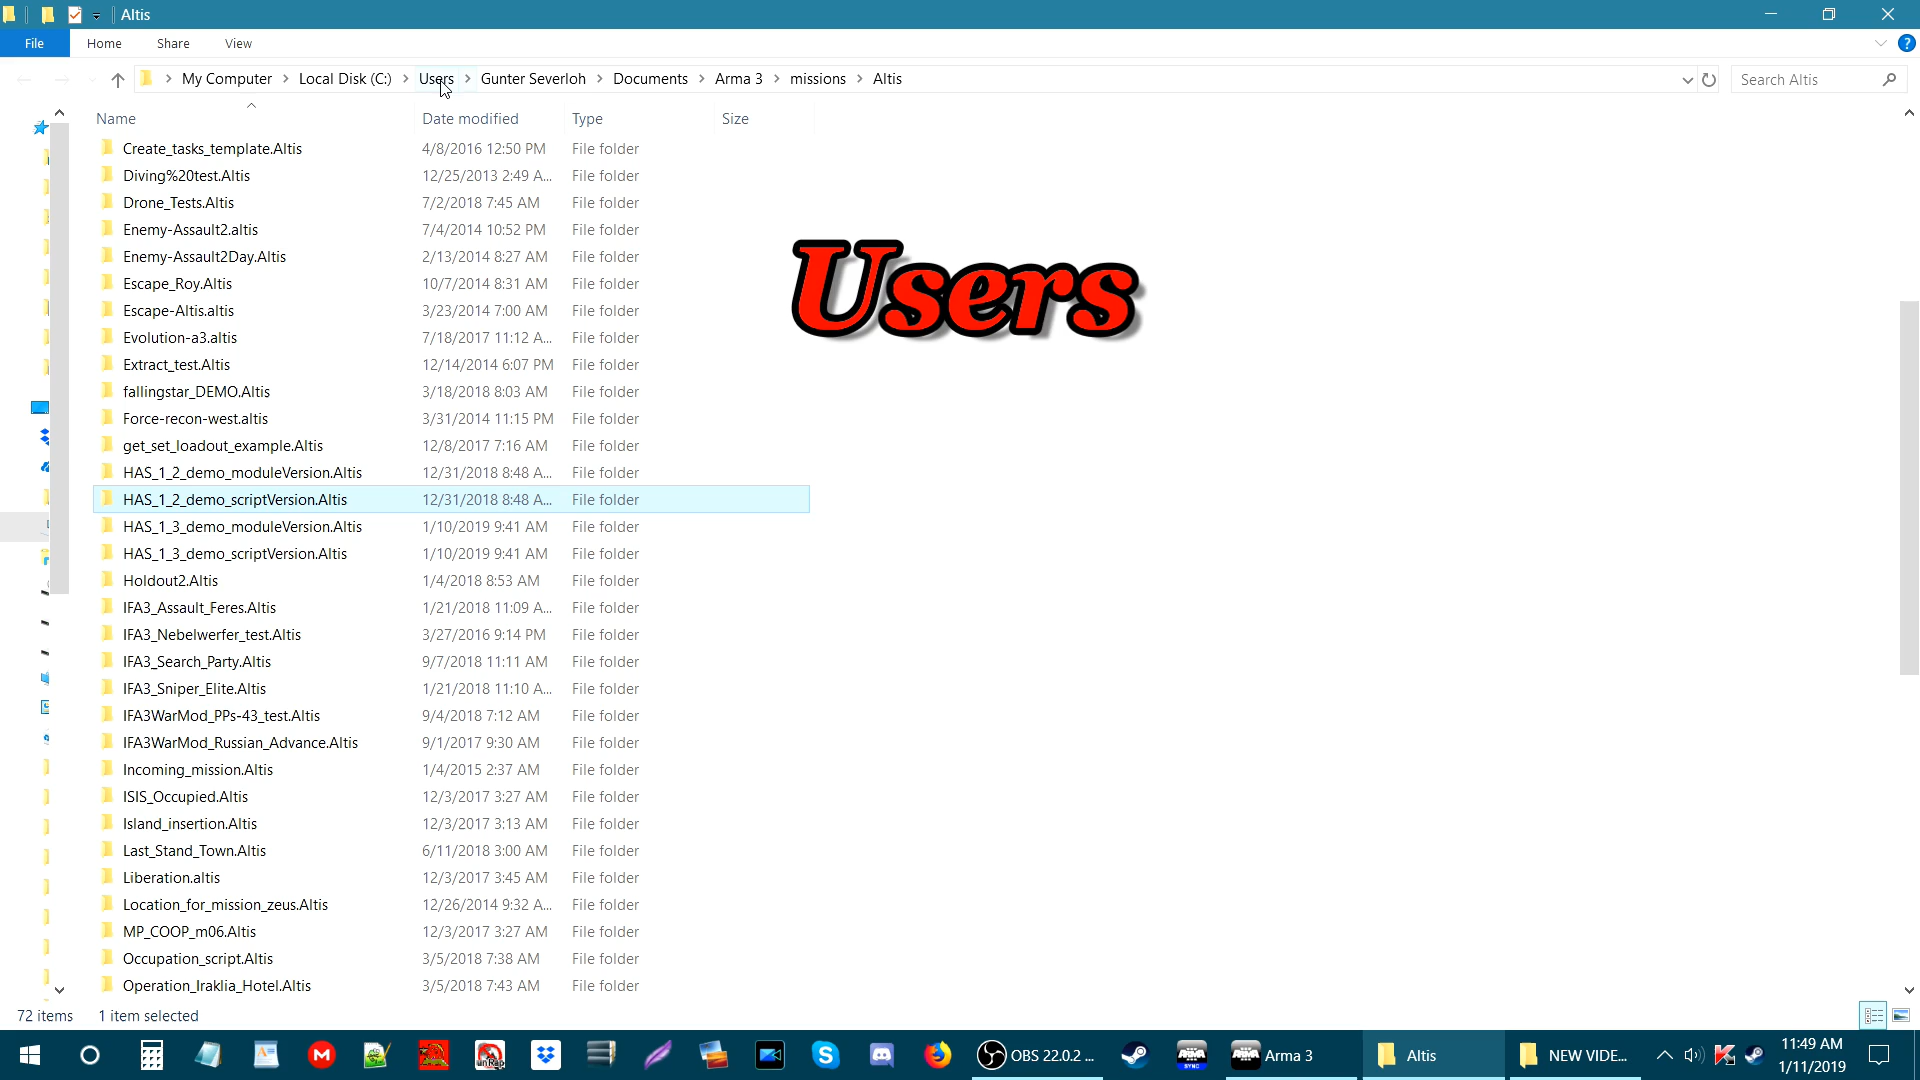 Altis
File Home Share View
My Computer Local Disk (C:) Users Gunter Severloh Documents Arma 3 missions Altis
Search Altis
Name Date modified Type Size
Create_tasks_template.Altis 4/8/2016 12:50 PM File folder
Diving%20test.Altis 12/25/2013 2:49 A... File folder
Drone_Tests.Altis 7/2/2018 7:45 AM File folder
Enemy-Assault2.altis 7/4/2014 10:52 PM File folder
Enemy-Assault2Day.Altis 2/13/2014 8:27 AM File folder
Escape_Roy.Altis 10/7/2014 8:31 AM File folder
Escape-Altis.altis 3/23/2014 7:00 AM File folder
Evolution-a3.altis 7/18/2017 11:12 A... File folder
Extract_test.Altis 12/14/2014 6:07 PM File folder
fallingstar_DEMO.Altis 3/18/2018 8:03 AM File folder
Force-recon-west.altis 3/31/2014 11:15 PM File folder
get_set_loadout_example.Altis 12/8/2017 7:16 AM File folder
HAS_1_2_demo_moduleVersion.Altis 12/31/2018 8:48 A... File folder
HAS_1_2_demo_scriptVersion.Altis 12/31/2018 8:48 A... File folder
HAS_1_3_demo_moduleVersion.Altis 1/10/2019 9:41 AM File folder
HAS_1_3_demo_scriptVersion.Altis 1/10/2019 9:41 AM File folder
Holdout2.Altis 1/4/2018 8:53 AM File folder
IFA3_Assault_Feres.Altis 1/21/2018 11:09 A... File folder
IFA3_Nebelwerfer_test.Altis 3/27/2016 9:14 PM File folder
IFA3_Search_Party.Altis 9/7/2018 11:11 AM File folder
IFA3_Sniper_Elite.Altis 1/21/2018 11:10 A... File folder
IFA3WarMod_PPs-43_test.Altis 9/4/2018 7:12 AM File folder
IFA3WarMod_Russian_Advance.Altis 9/1/2017 9:30 AM File folder
Incoming_mission.Altis 1/4/2015 2:37 AM File folder
ISIS_Occupied.Altis 12/3/2017 3:27 AM File folder
Island_insertion.Altis 12/3/2017 3:13 AM File folder
Last_Stand_Town.Altis 6/11/2018 3:00 AM File folder
Liberation.altis 12/3/2017 3:45 AM File folder
Location_for_mission_zeus.Altis 12/26/2014 9:32 A... File folder
MP_COOP_m06.Altis 12/3/2017 3:27 AM File folder
Occupation_script.Altis 3/5/2018 7:38 AM File folder
Operation_Iraklia_Hotel.Altis 3/5/2018 7:43 AM File folder
Users
72 items 1 item selected
OBS 22.0.2 ... Arma 3 Altis NEW VIDE... 11:49 AM
1/11/2019